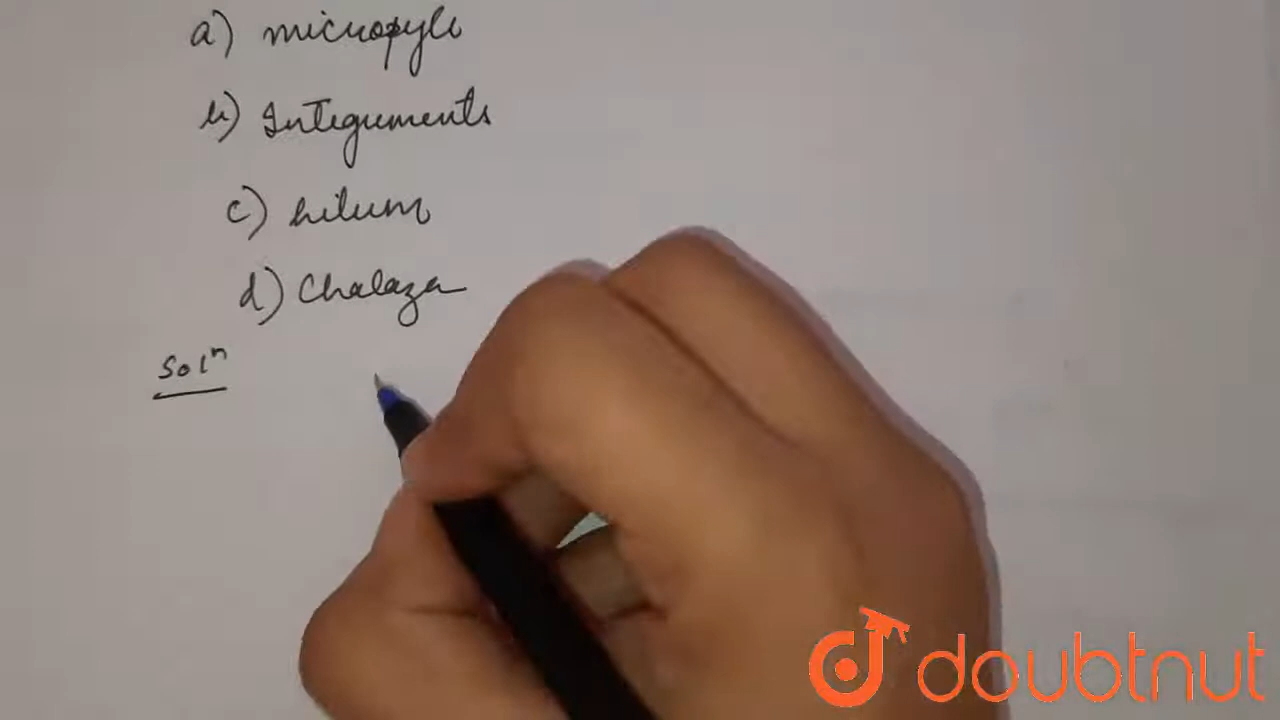 a) micropyle
b) Integuments
c) hilum
d) Chalaza
Solⁿ
doubtnut